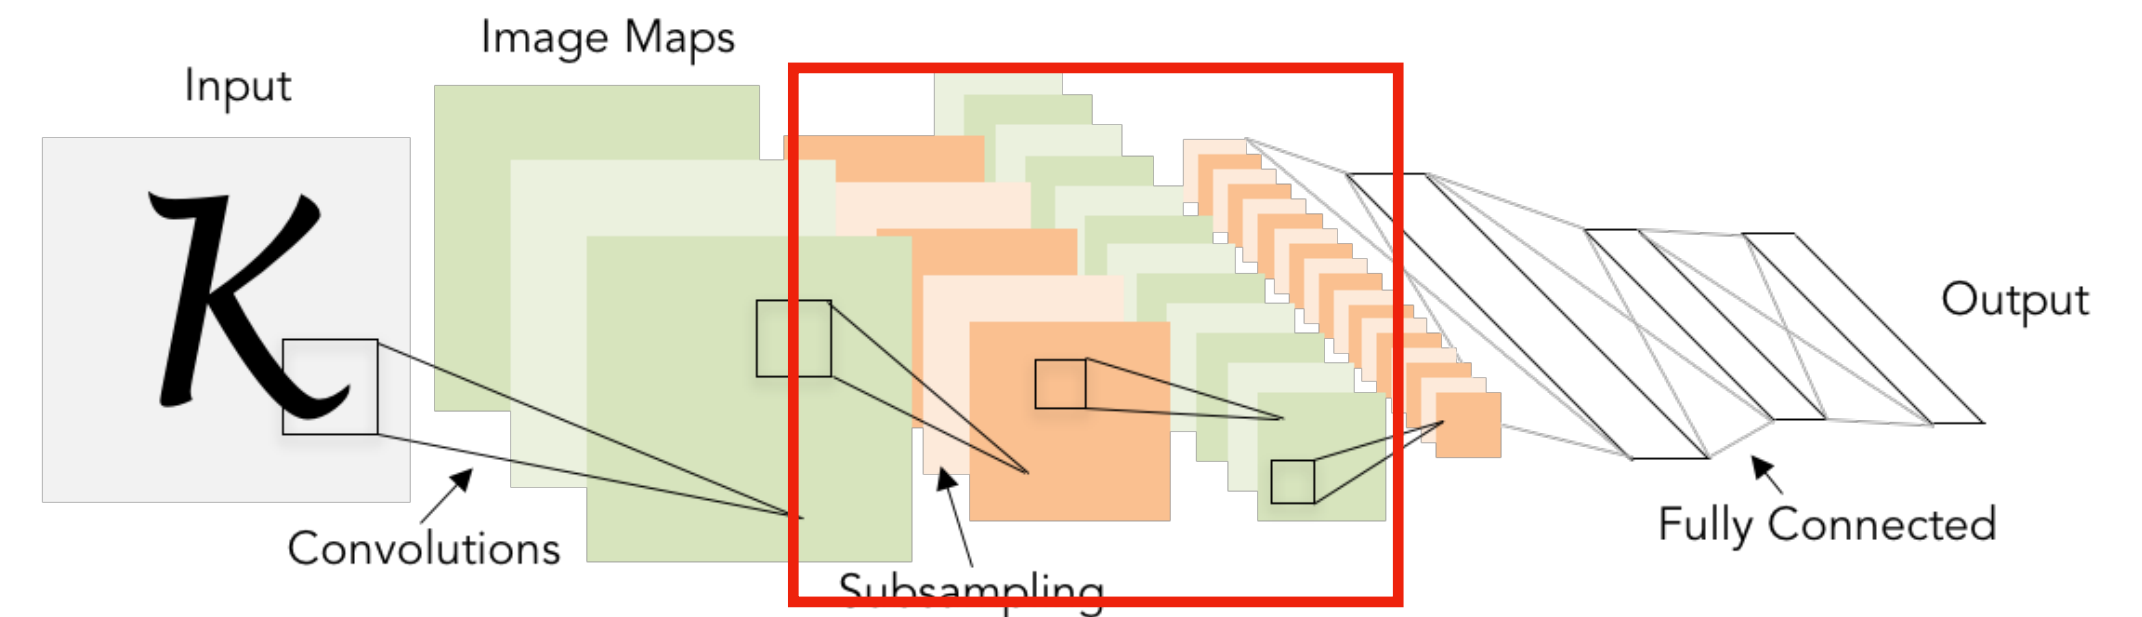 Image Maps
Input
K
Output
Convolutions
Subsampling
Fully Connected